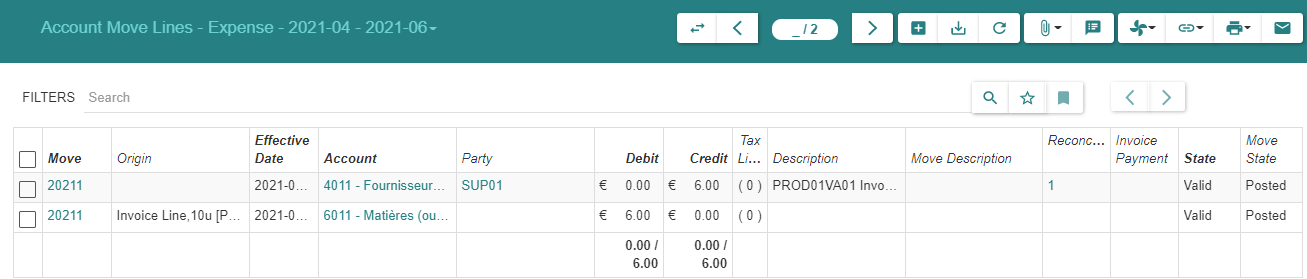 Account Move Lines - Expense - 2021-04 - 2021-06
_ / 2
FILTERS Search
Move Origin Effective Date Account Party Debit Credit Tax Li... Description Move Description Reconc... Invoice Payment State Move State
20211 2021-0... 4011 - Fournisseur... SUP01 € 0.00 € 6.00 ( 0 ) PROD01VA01 Invo... 1 Valid Posted
20211 Invoice Line,10u [P... 2021-0... 6011 - Matières (ou... € 6.00 € 0.00 ( 0 ) Valid Posted
0.00 / 6.00 0.00 / 6.00